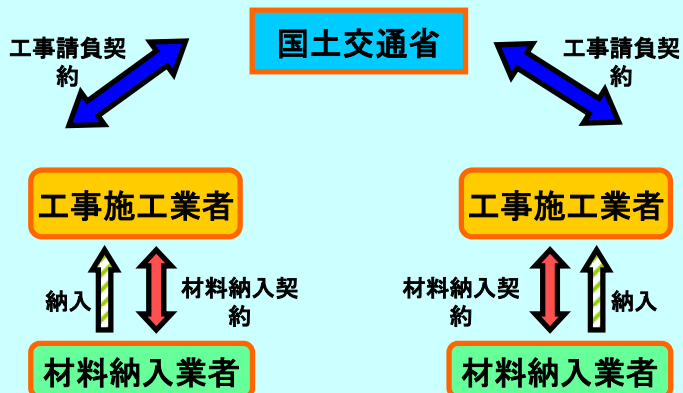 国土交通省
工事請負契
約
工事請負契
約
工事施工業者
工事施工業者
納入
材料納入契
約
材料納入契
約
納入
材料納入業者
材料納入業者